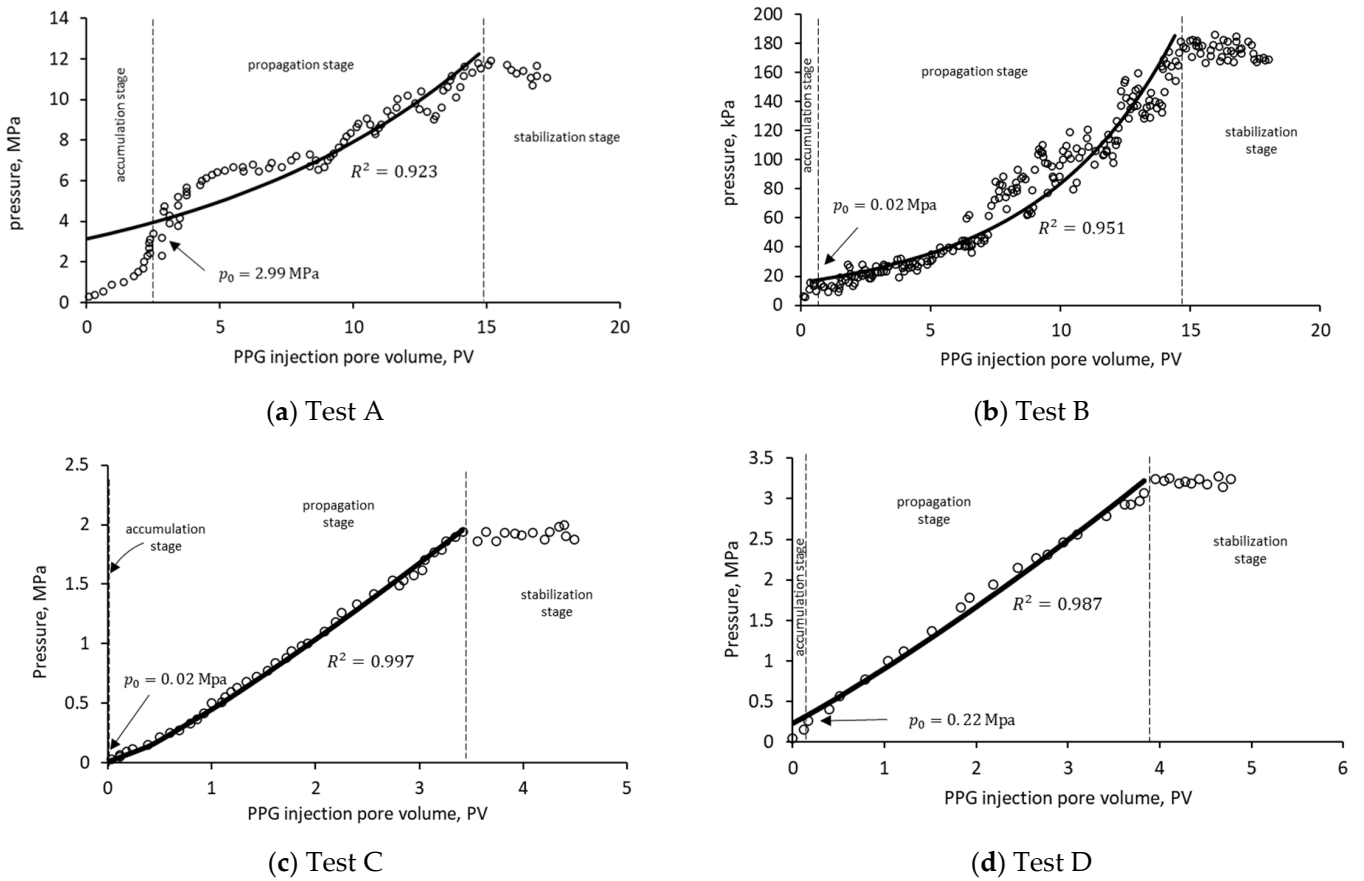 14
12
10
8
6
4
2
0
pressure, MPa
accumulation stage
propagation stage
stabilization stage
R² = 0.923
p₀ = 2.99 MPa
0 5 10 15 20
PPG injection pore volume, PV
(a) Test A
200
180
160
140
120
100
80
60
40
20
0
pressure, kPa
accumulation stage
propagation stage
stabilization
stage
p₀ = 0.02 Mpa
R² = 0.951
0 5 10 15 20
PPG injection pore volume, PV
(b) Test B
2.5
2
1.5
1
0.5
0
Pressure, MPa
propagation
stage
accumulation
stage
stabilization
stage
R² = 0.997
p₀ = 0.02 Mpa
0 1 2 3 4 5
PPG injection pore volume, PV
(c) Test C
3.5
3
2.5
2
1.5
1
0.5
0
Pressure, MPa
accumulation stage
propagation
stage
stabilization
stage
R² = 0.987
p₀ = 0.22 Mpa
0 1 2 3 4 5 6
PPG injection pore volume, PV
(d) Test D